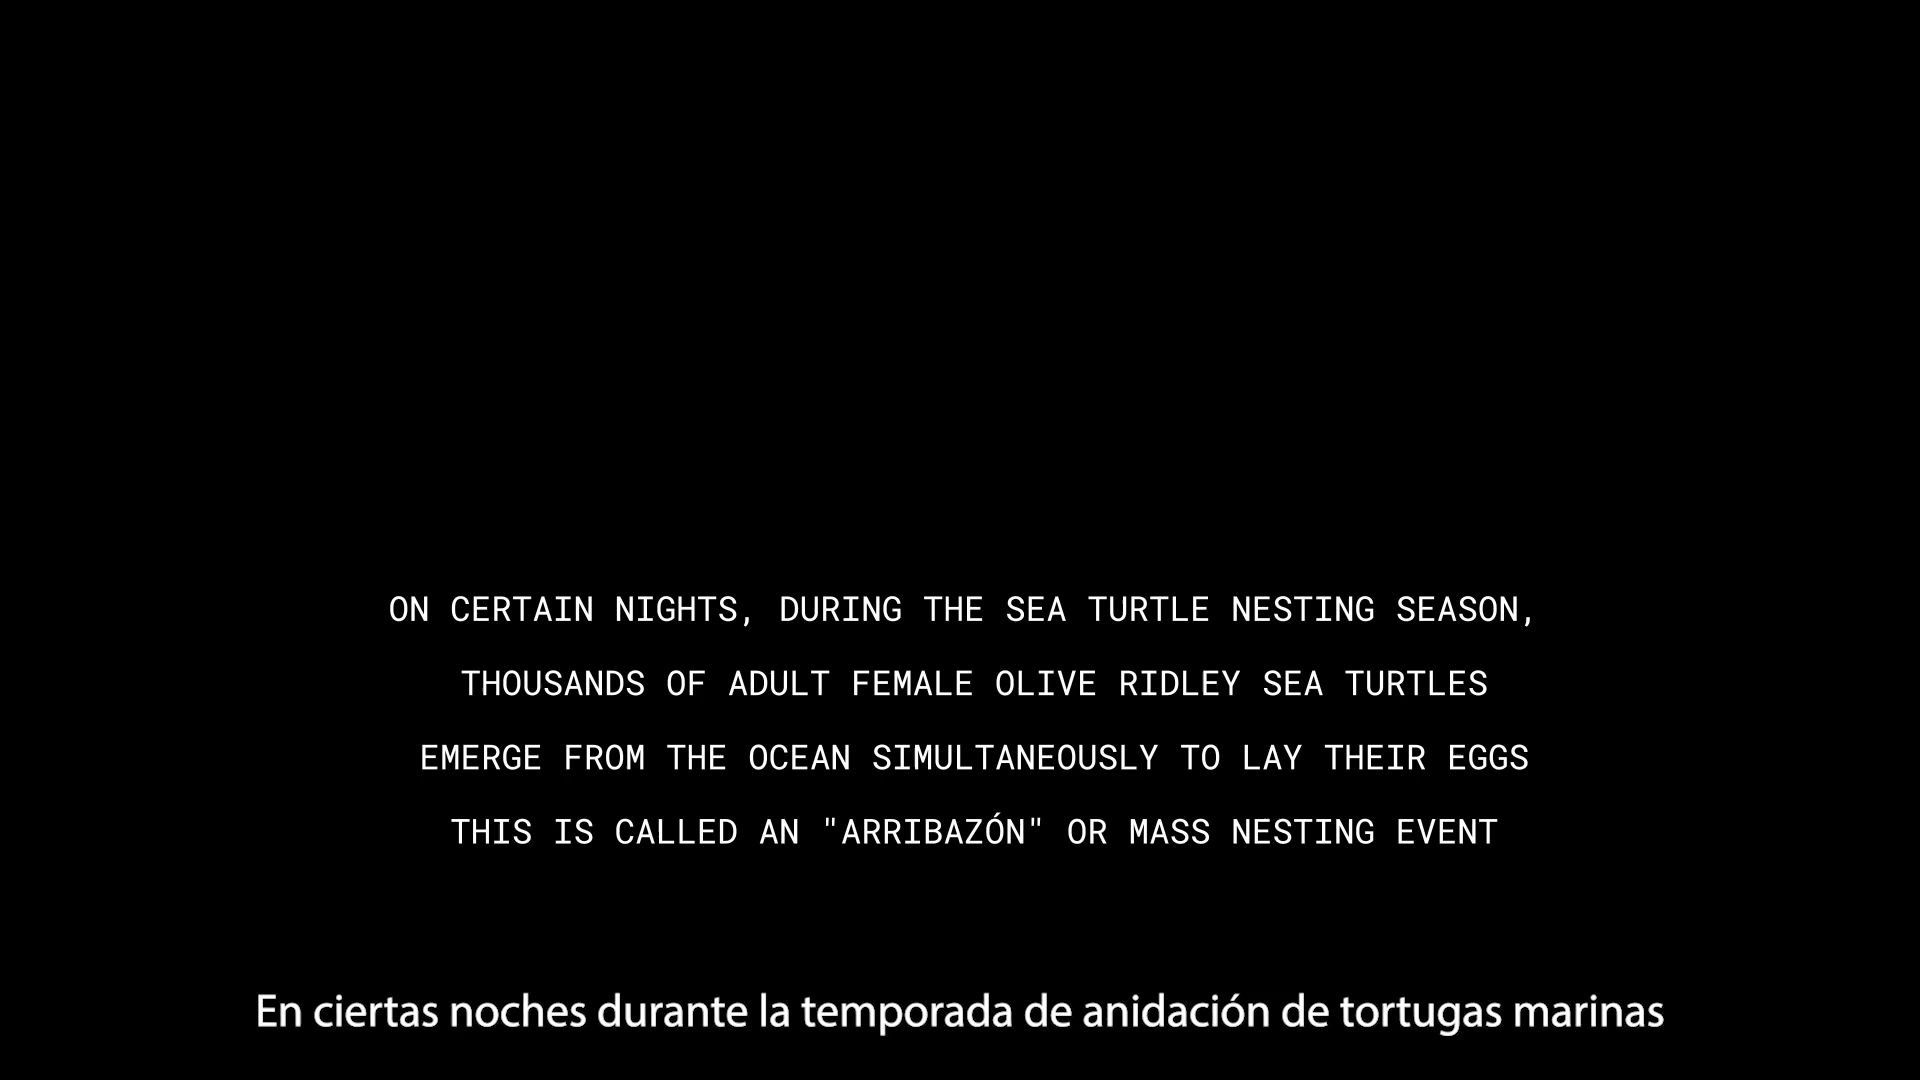 ON CERTAIN NIGHTS, DURING THE SEA TURTLE NESTING SEASON,
THOUSANDS OF ADULT FEMALE OLIVE RIDLEY SEA TURTLES
EMERGE FROM THE OCEAN SIMULTANEOUSLY TO LAY THEIR EGGS
THIS IS CALLED AN "ARRIBAZÓN" OR MASS NESTING EVENT
En ciertas noches durante la temporada de anidación de tortugas marinas